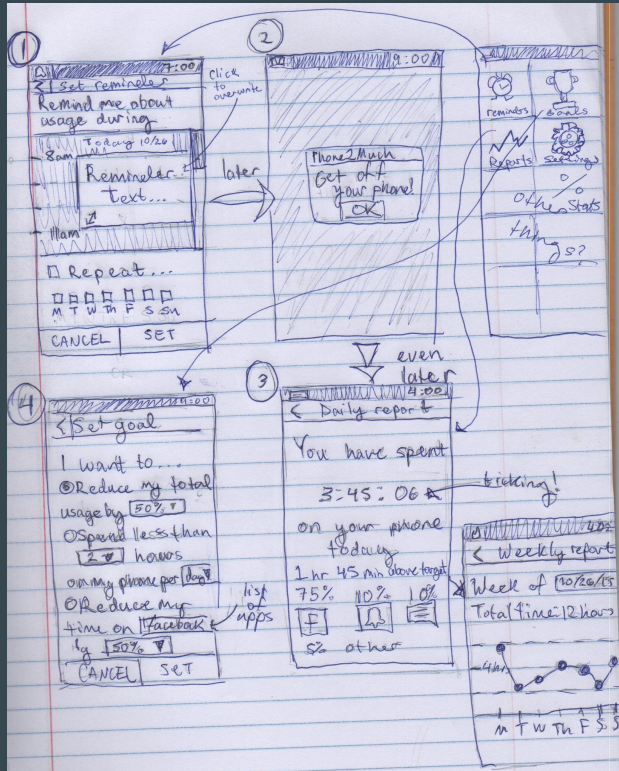 1
7:00
< Set reminder
Remind me about
usage during
Today 10/26
8am
Reminder
Text...
11am
Repeat...
M T W Th F S Su
CANCEL SET
click
to
overwrite
later
2
9:00
Phone2Much
Get off
your phone!
OK
even
later
reminders
Goals
Reports
Settings
Other Stats
things?
4
9:00
< Set goal
I want to...
Reduce my total
usage by 50%
Spend less than
2 hours
on my phone per day
Reduce my
time on Facebook
by 50%
CANCEL SET
list
of
apps
3
4:00
< Daily report
You have spent
3:45:06
ticking!
on your phone
today
1 hr 45 min above target
75% 10% 10%
f
5% other
4:02
< Weekly report
Week of 10/26/15
Total time: 12 hours
4hr
M T W Th F S S